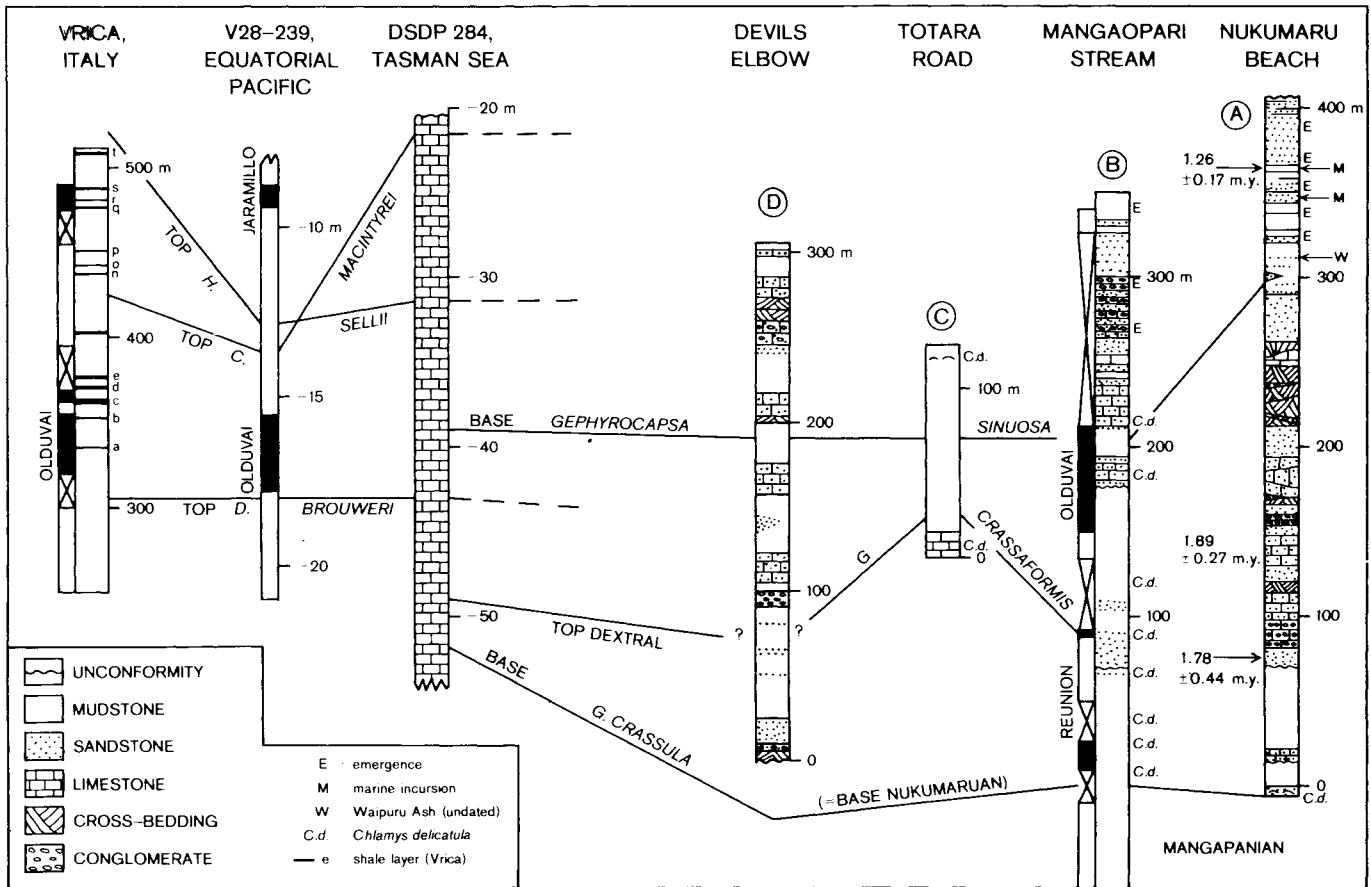 VRICA,
ITALY
V28-239,
EQUATORIAL
PACIFIC
DSDP 284,
TASMAN SEA
DEVILS
ELBOW
TOTARA
ROAD
MANGAOPARI
STREAM
NUKUMARU
BEACH
500 m
400
300
t
s
r
q
p
o
n
e
d
c
b
a
OLDUVAI
TOP H.
SELLII
TOP C.
MACINTYREI
TOP D. BROUWERI
JARAMILLO
OLDUVAI
-10 m
-15
-20
-20 m
-30
-40
-50
BASE GEPHYROCAPSA SINUOSA
TOP DEXTRAL
G CRASSAFORMIS
? ?
BASE
G. CRASSULA
(=BASE NUKUMARUAN)
D
300 m
200
100
0
C
C.d.
100 m
C.d.
0
B
E
300 m
E
E
C.d.
200
C.d.
C.d.
100
C.d.
C.d.
C.d.
C.d.
C.d.
OLDUVAI
REUNION
A
400 m
E
E
M
E
M
E
E
W
300
200
100
0
C.d.
1.26
±0.17 m.y.
1.89
±0.27 m.y.
1.78
±0.44 m.y.
MANGAPANIAN
UNCONFORMITY
MUDSTONE
SANDSTONE
LIMESTONE
CROSS-BEDDING
CONGLOMERATE
E emergence
M marine incursion
W Waipuru Ash (undated)
C.d. Chlamys delicatula
e shale layer (Vrica)